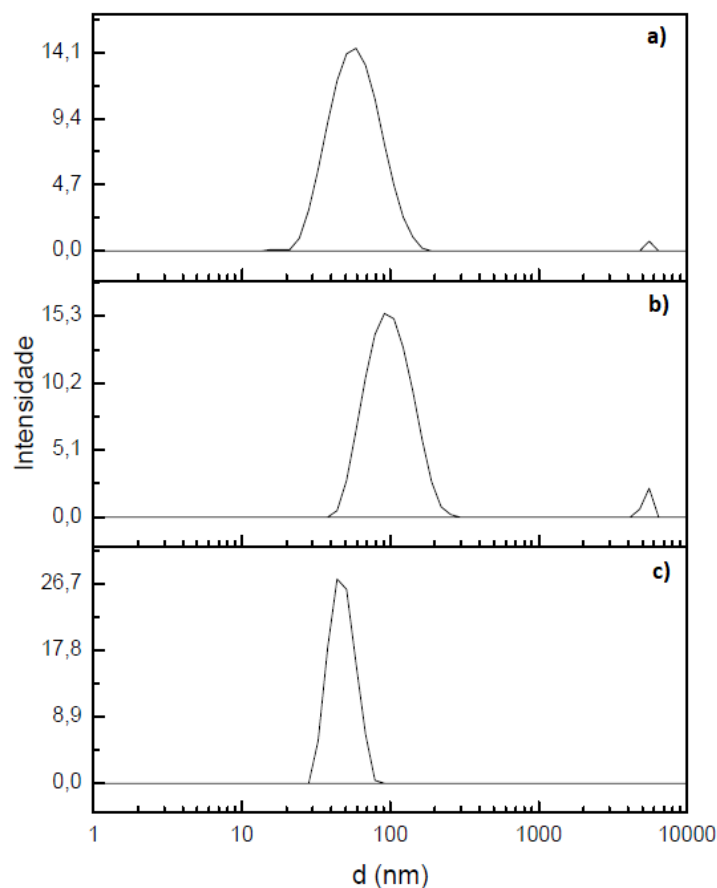 a)
14,1
9,4
4,7
0,0
b)
15,3
10,2
5,1
0,0
c)
26,7
17,8
8,9
0,0
Intensidade
1 10 100 1000 10000
d (nm)